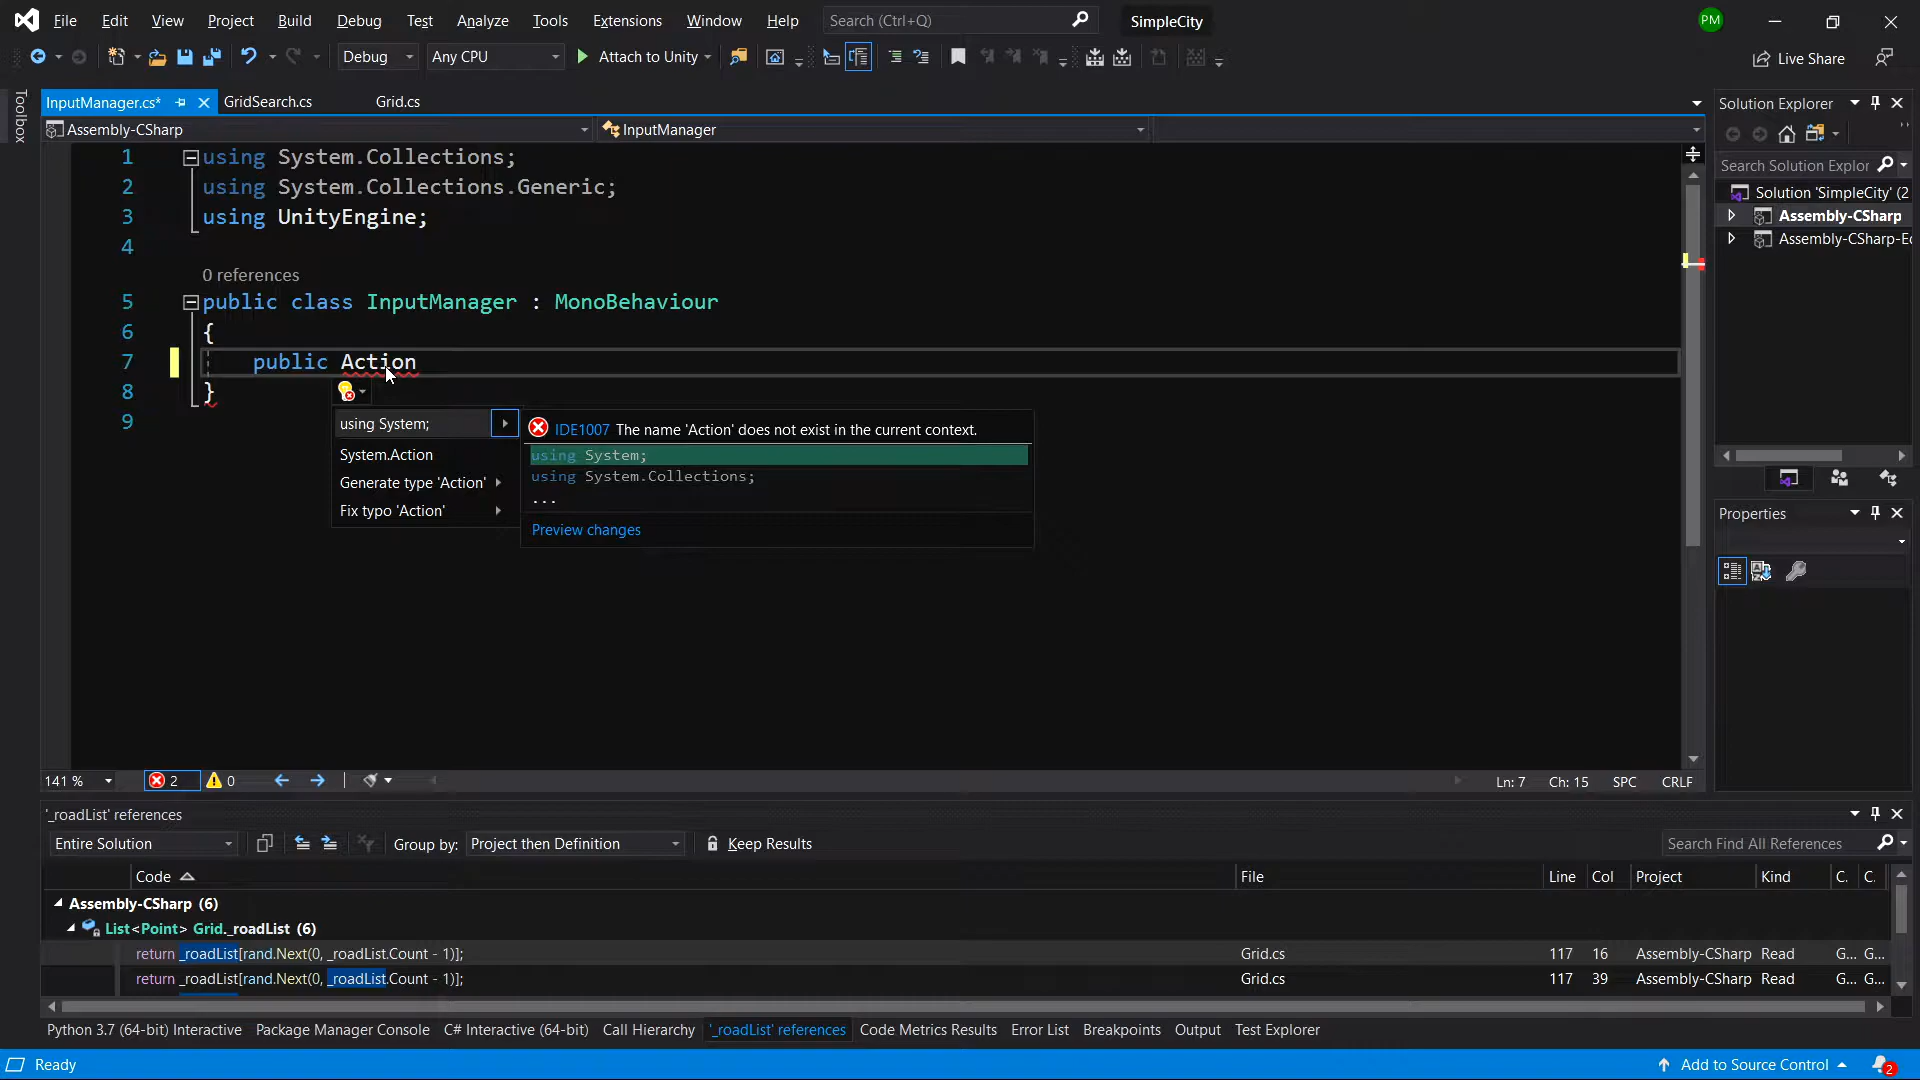 File Edit View Project Build Debug Test Analyze Tools Extensions Window Help Search (Ctrl+Q) SimpleCity PM
Debug Any CPU Attach to Unity Live Share
Toolbox
InputManager.cs* GridSearch.cs Grid.cs
Assembly-CSharp InputManager
1 using System.Collections;
2 using System.Collections.Generic;
3 using UnityEngine;
4
0 references
5 public class InputManager : MonoBehaviour
6 {
7 public Action
8 }
9
using System;
System.Action
Generate type 'Action'
Fix typo 'Action'
IDE1007 The name 'Action' does not exist in the current context.
using System;
using System.Collections;
...
Preview changes
141 % 2 0 Ln: 7 Ch: 15 SPC CRLF
Solution Explorer
Search Solution Explor
Solution 'SimpleCity' (2
Assembly-CSharp
Assembly-CSharp-Ed
Properties
'_roadList' references
Entire Solution Group by: Project then Definition Keep Results Search Find All References
Code File Line Col Project Kind C. C.
Assembly-CSharp (6)
List<Point> Grid._roadList (6)
return _roadList[rand.Next(0, _roadList.Count - 1)]; Grid.cs 117 16 Assembly-CSharp Read G... G...
return _roadList[rand.Next(0, _roadList.Count - 1)]; Grid.cs 117 39 Assembly-CSharp Read G... G...
Python 3.7 (64-bit) Interactive Package Manager Console C# Interactive (64-bit) Call Hierarchy '_roadList' references Code Metrics Results Error List Breakpoints Output Test Explorer
Ready Add to Source Control 2